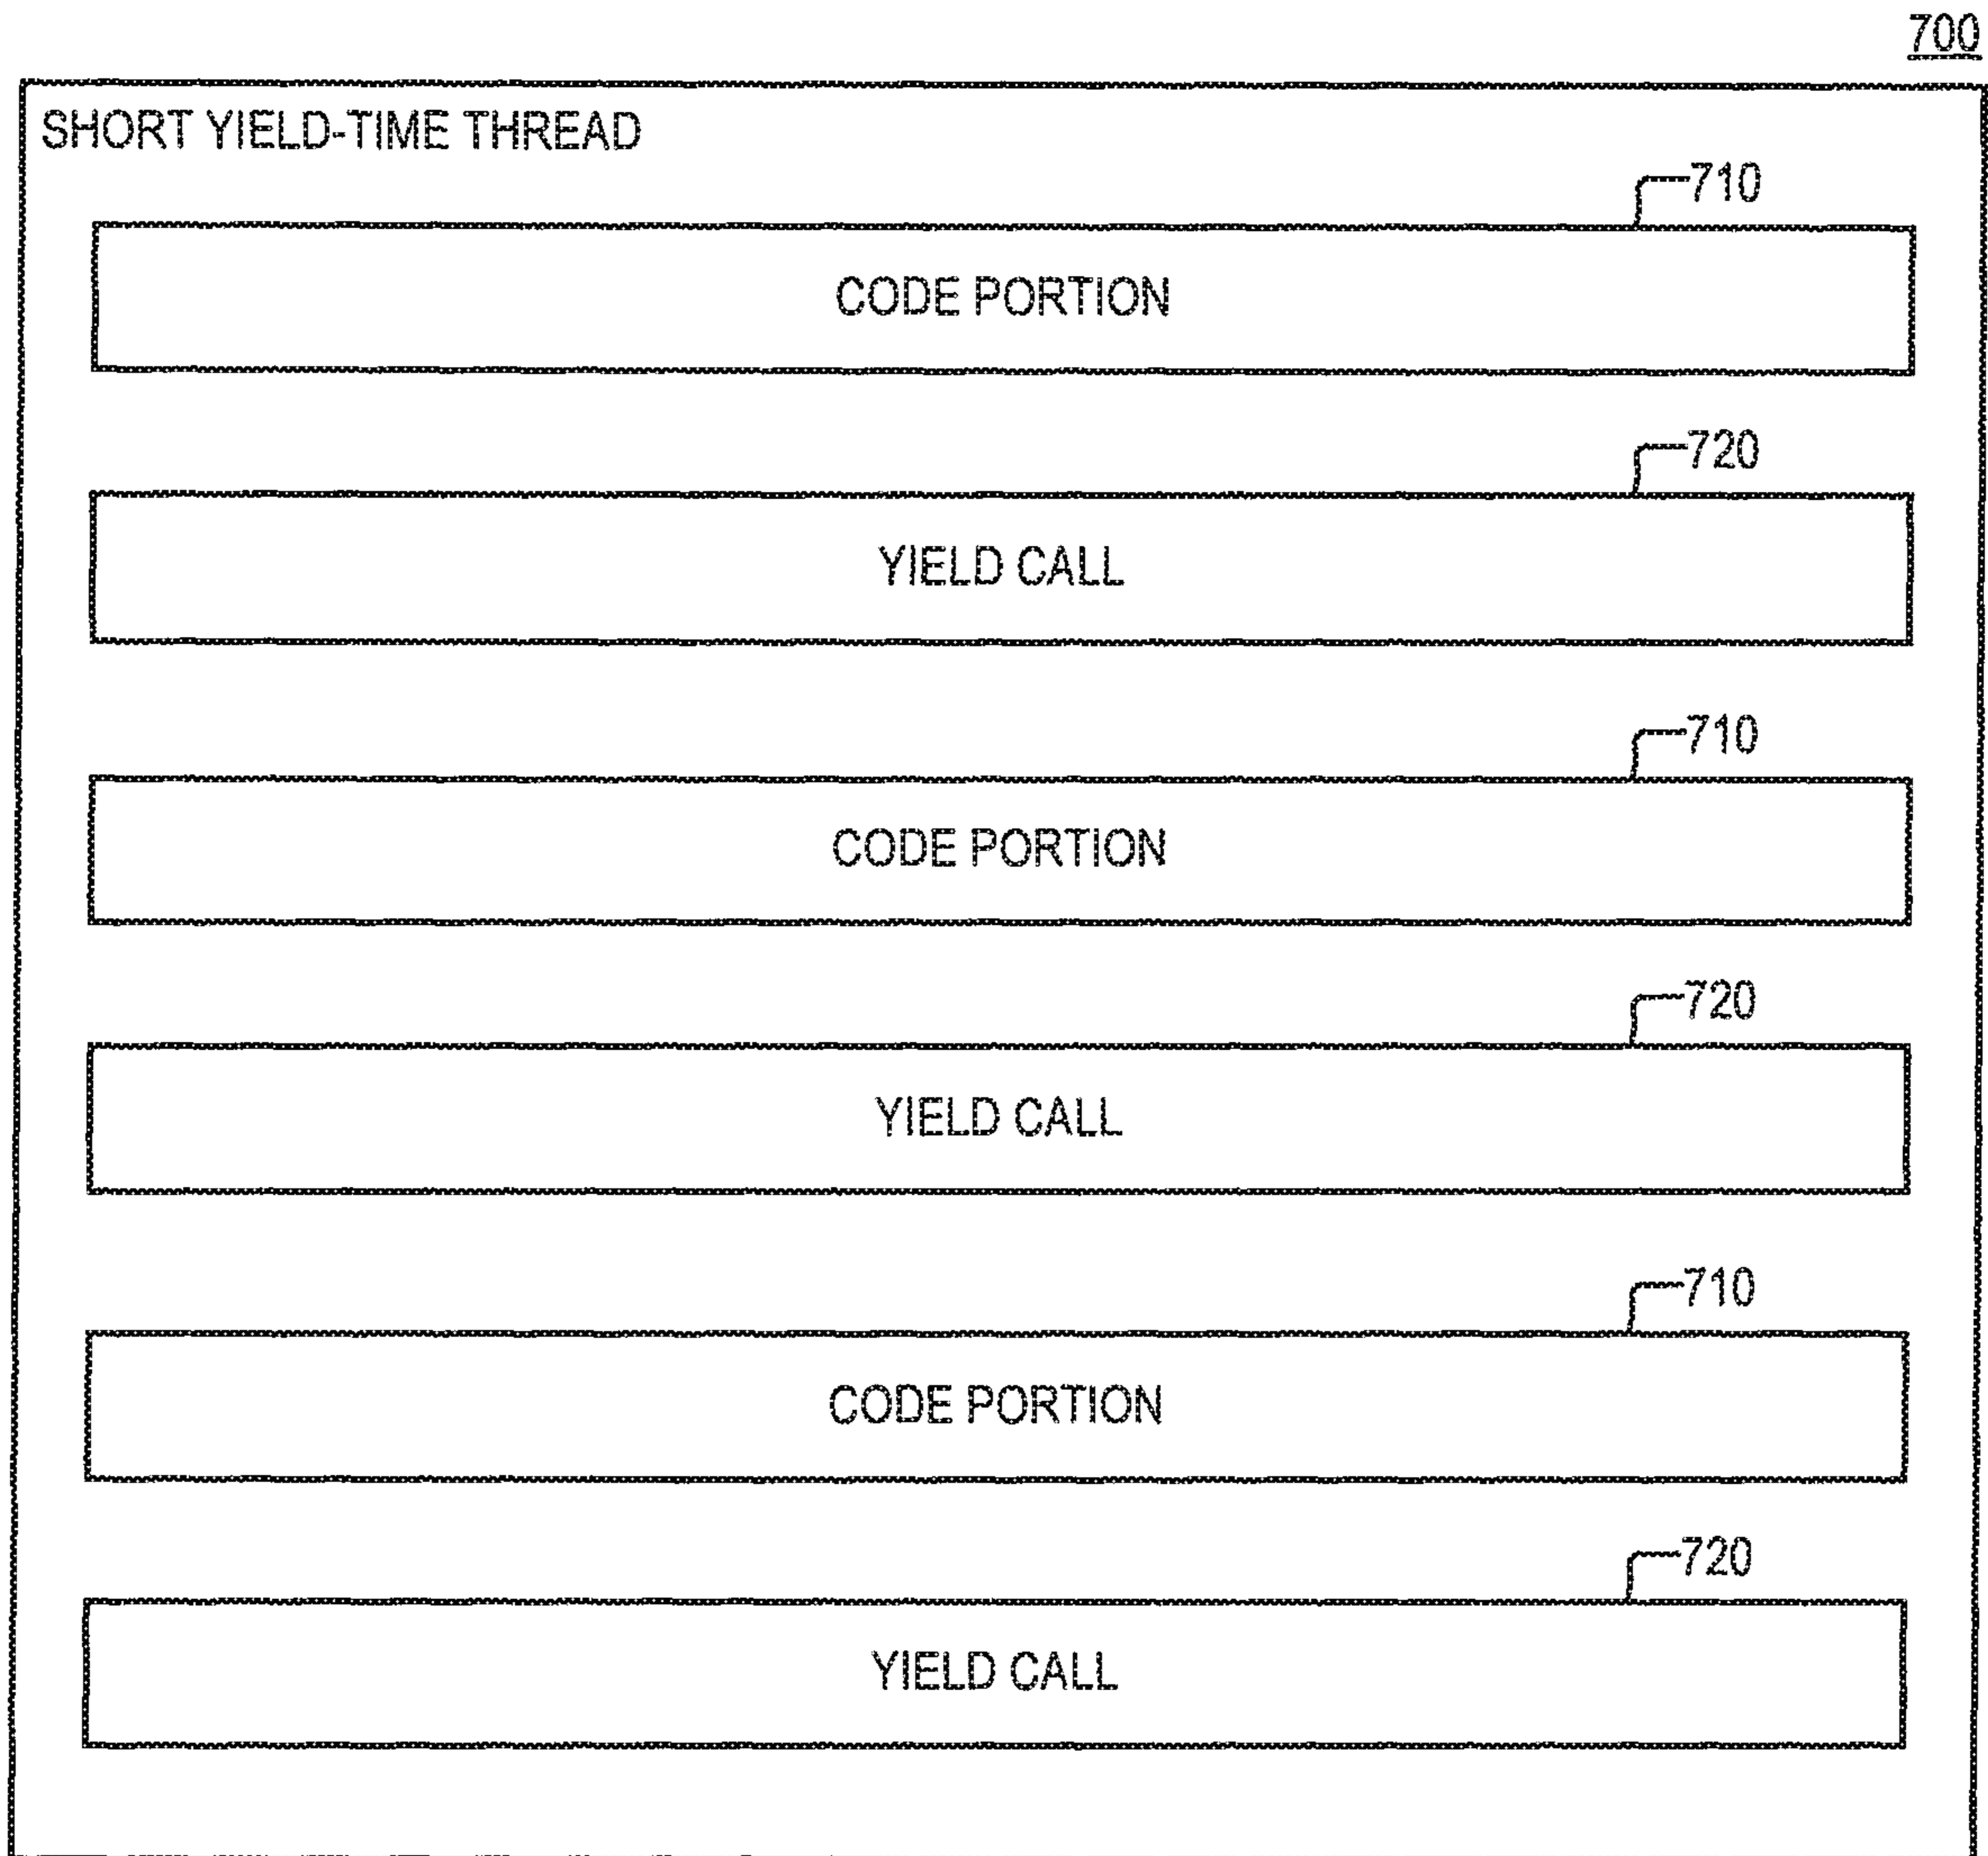 700
SHORT YIELD-TIME THREAD
710
CODE PORTION
720
YIELD CALL
710
CODE PORTION
720
YIELD CALL
710
CODE PORTION
720
YIELD CALL